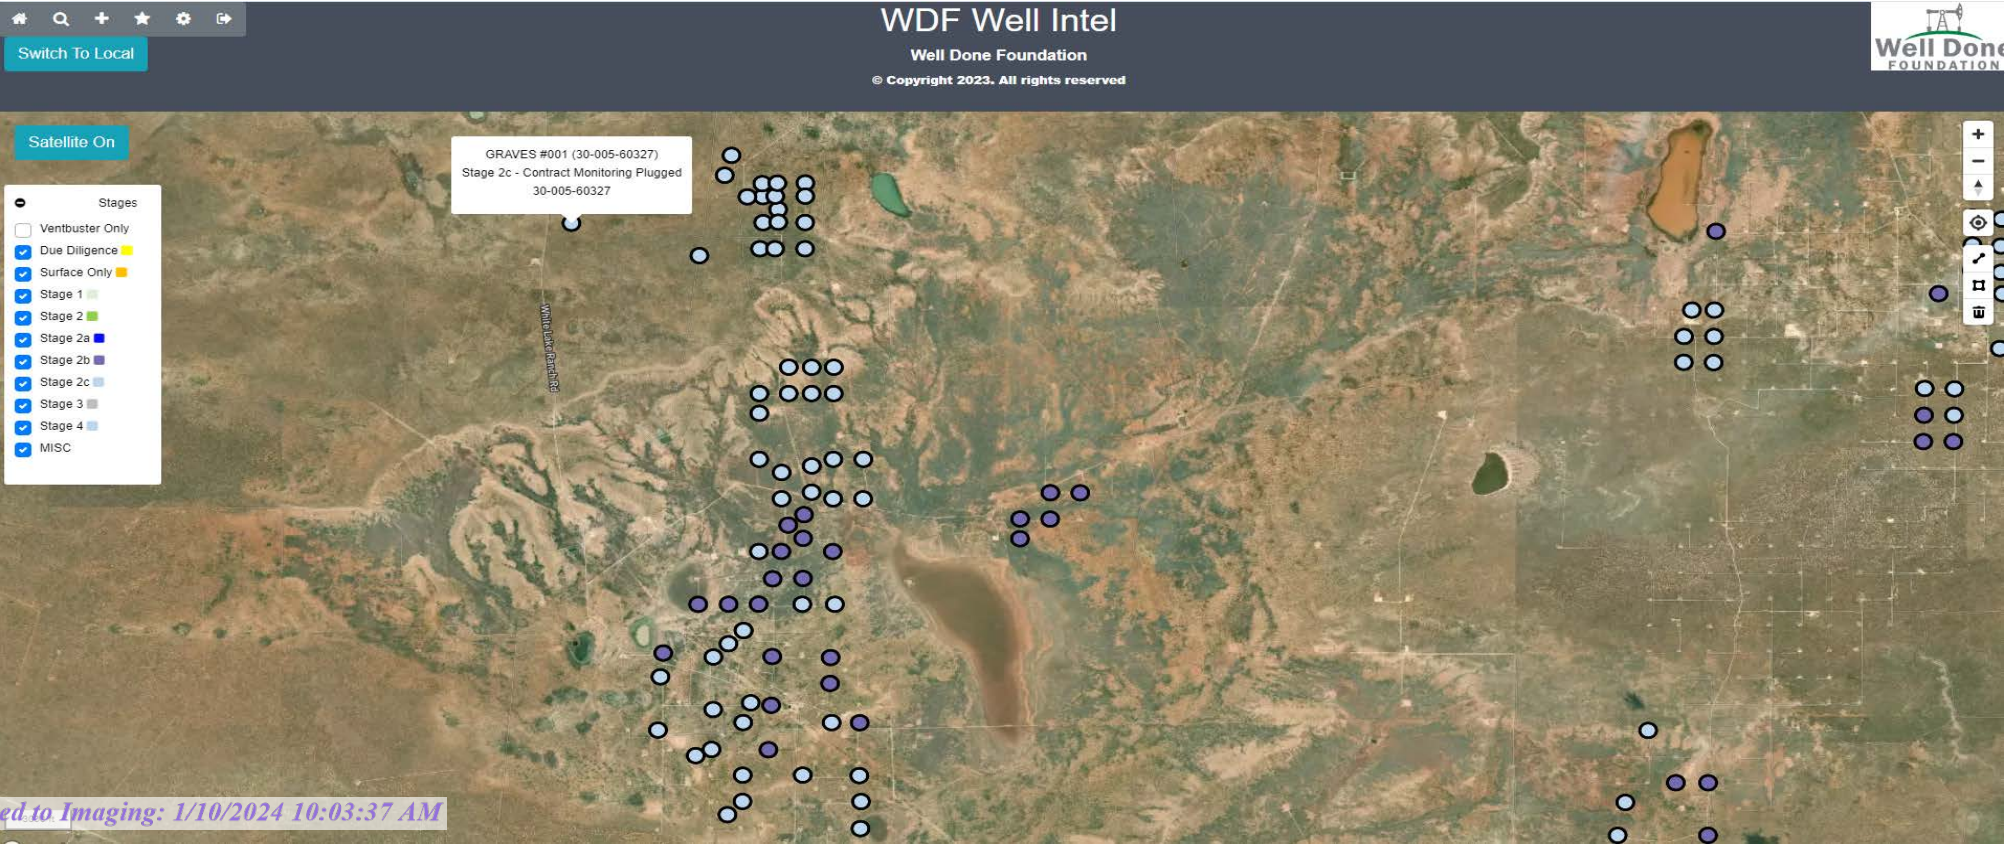 WDF Well Intel
Well Done Foundation
© Copyright 2023. All rights reserved
Switch To Local
Well Done
FOUNDATION
Satellite On
GRAVES #001 (30-005-60327)
Stage 2c - Contract Monitoring Plugged
30-005-60327
Stages
Ventbuster Only
Due Diligence
Surface Only
Stage 1
Stage 2
Stage 2a
Stage 2b
Stage 2c
Stage 3
Stage 4
MISC
White Lake Ranch Rd
ed to Imaging: 1/10/2024 10:03:37 AM